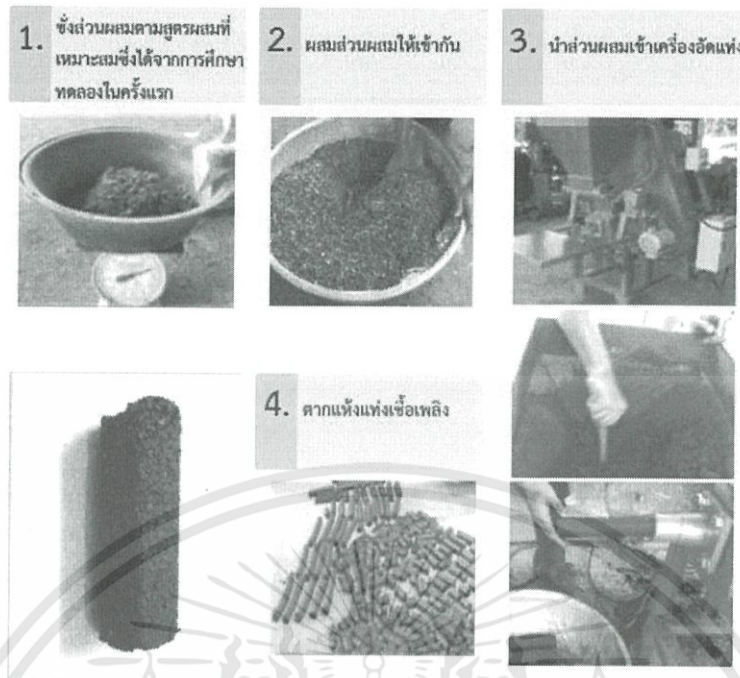 1. ชั่งส่วนผสมตามสูตรผสมที่
เหมาะสมซึ่งได้จากการศึกษา
ทดลองในครั้งแรก
2. ผสมส่วนผสมให้เข้ากัน
3. นำส่วนผสมเข้าเครื่องอัดแท่ง
4. ตากแห้งแท่งเชื้อเพลิง